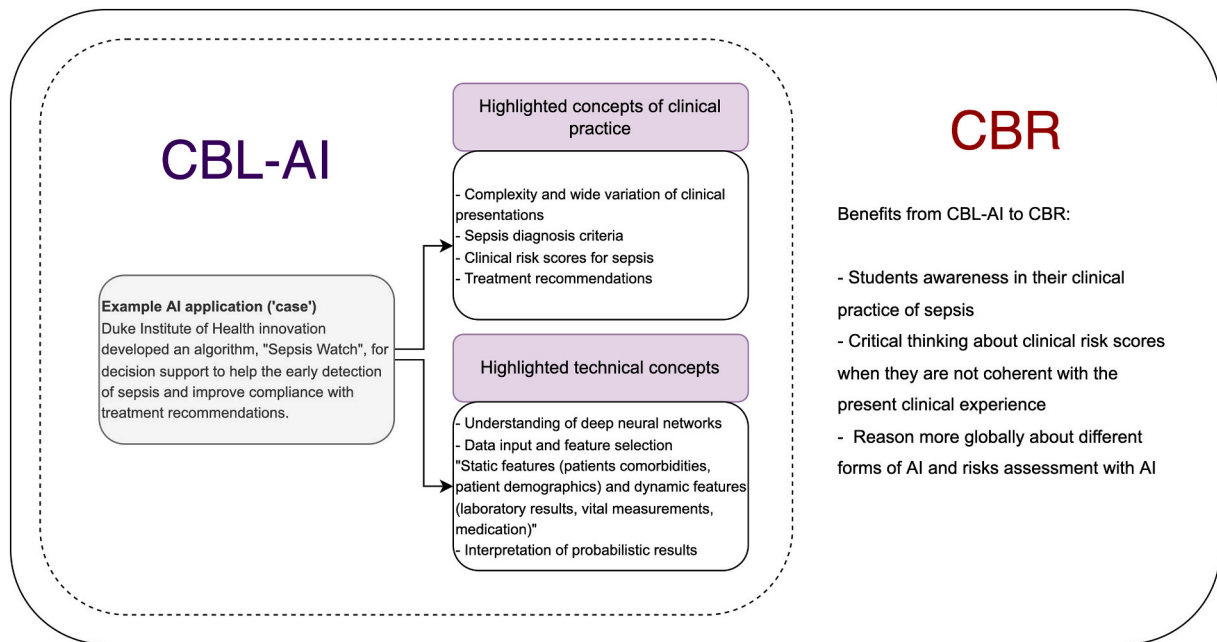 CBL-AI
Example AI application ('case')
Duke Institute of Health innovation
developed an algorithm, "Sepsis Watch", for
decision support to help the early detection
of sepsis and improve compliance with
treatment recommendations.
Highlighted concepts of clinical
practice
- Complexity and wide variation of clinical
presentations
- Sepsis diagnosis criteria
- Clinical risk scores for sepsis
- Treatment recommendations
Highlighted technical concepts
- Understanding of deep neural networks
- Data input and feature selection
"Static features (patients comorbidities,
patient demographics) and dynamic features
(laboratory results, vital measurements,
medication)"
- Interpretation of probabilistic results
CBR
Benefits from CBL-AI to CBR:
- Students awareness in their clinical
practice of sepsis
- Critical thinking about clinical risk scores
when they are not coherent with the
present clinical experience
- Reason more globally about different
forms of AI and risks assessment with AI